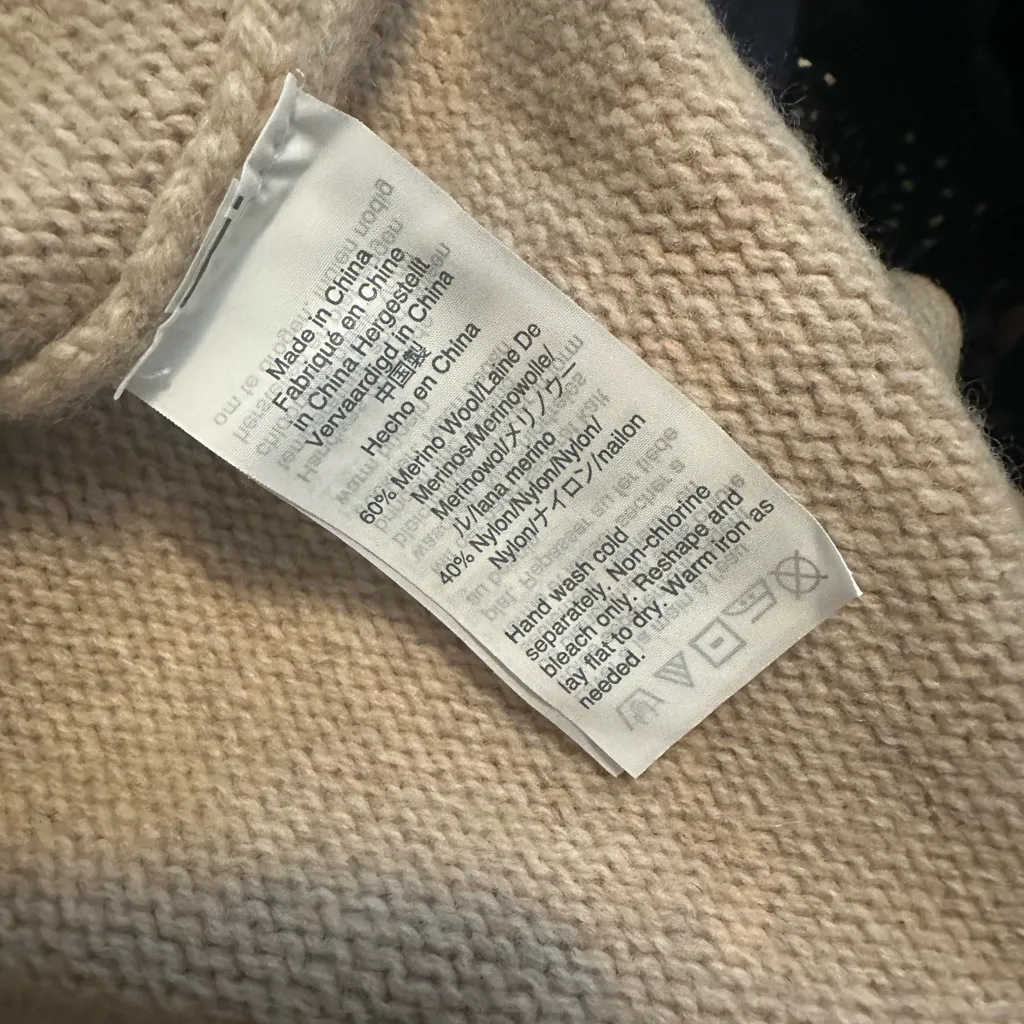 Made in China
Fabriqué en Chine
in China Hergestellt
Vervaardigd in China
中国製
Hecho en China
60% Merino Wool/Laine De
Merinos/Merinowolle/
Merinowol/メリノウー
ル/lana merino
40% Nylon/Nylon/Nylon/
Nylon/ナイロン/nailon
Hand wash cold
separately. Non-chlorine
bleach only. Reshape and
lay flat to dry. Warm iron as
needed.